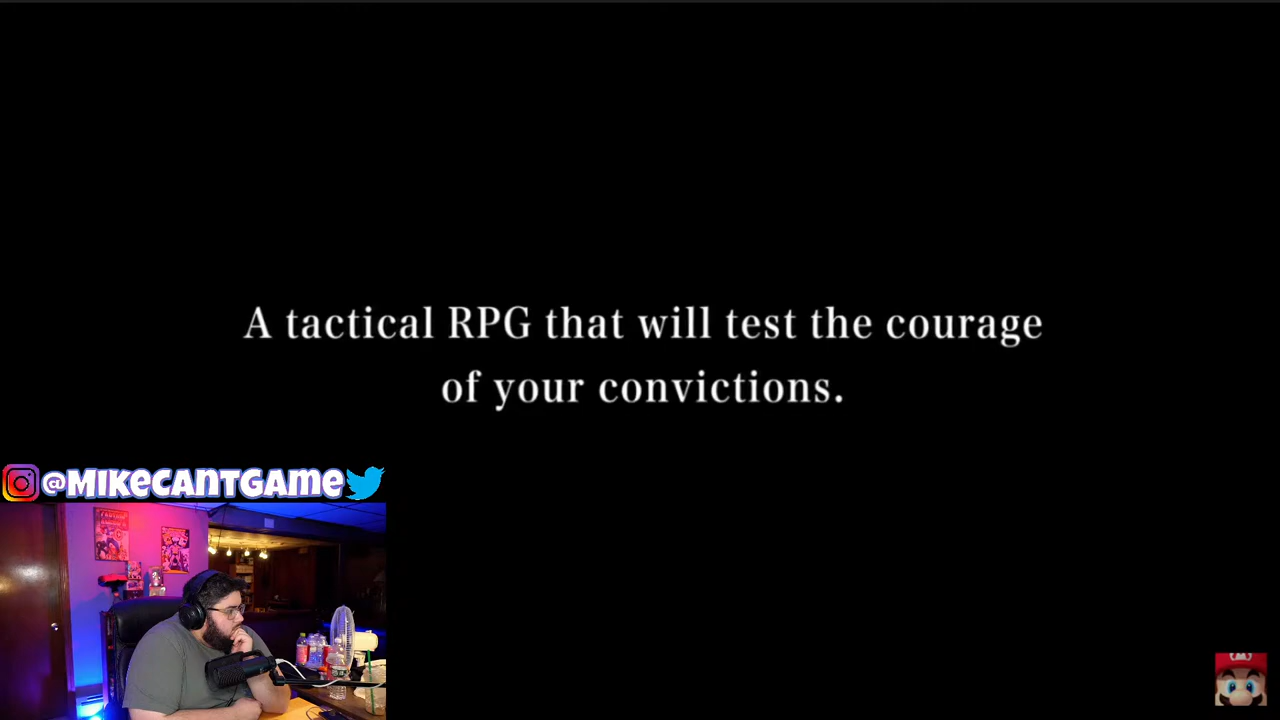 A tactical RPG that will test the courage
of your convictions.
@MIKECANTGAME